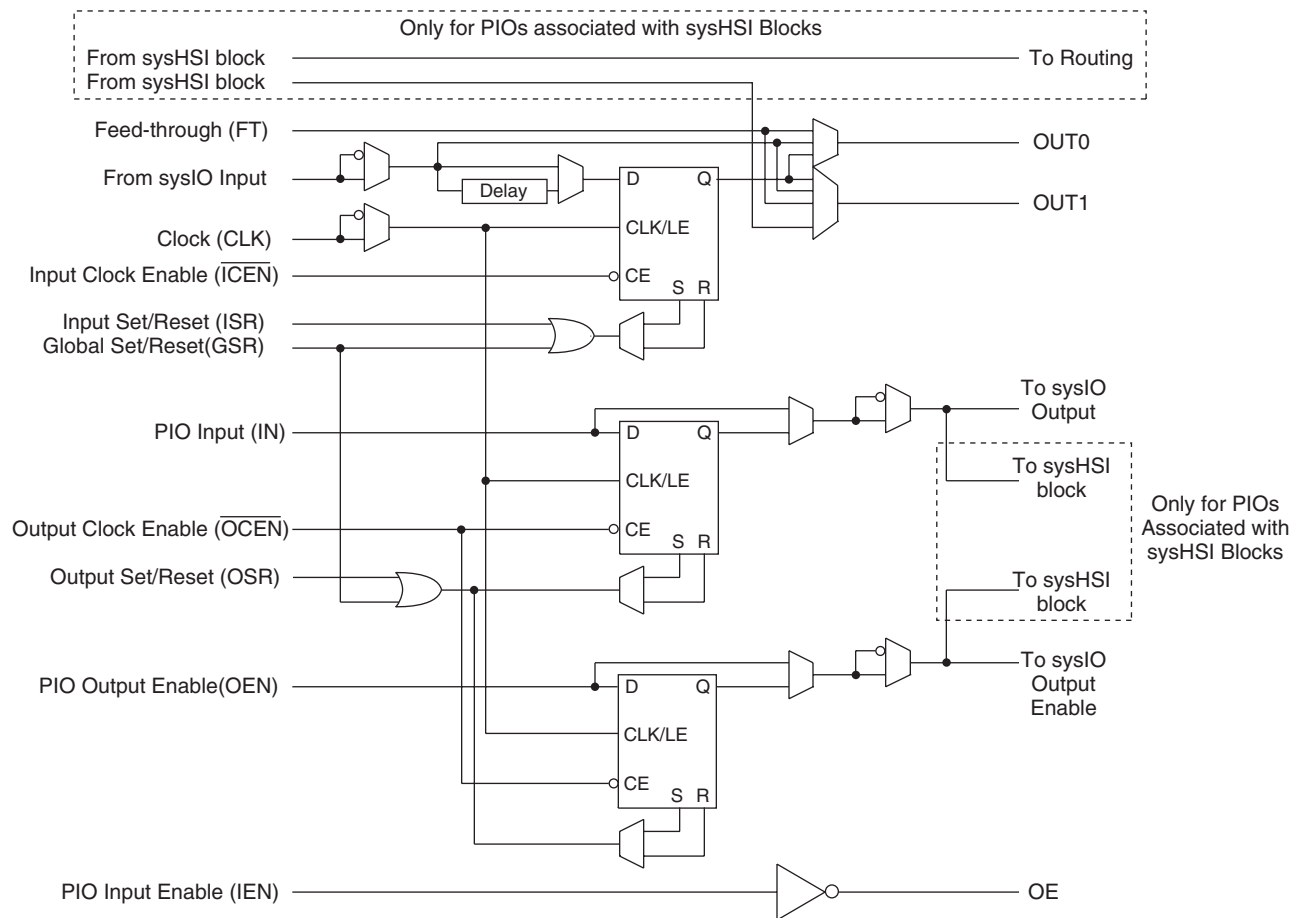 Only for PIOs associated with sysHSI Blocks
From sysHSI block
To Routing
From sysHSI block
Feed-through (FT)
OUT0
From sysIO Input
Delay
D
Q
OUT1
Clock (CLK)
CLK/LE
Input Clock Enable (ICEN)
CE
S
R
Input Set/Reset (ISR)
Global Set/Reset(GSR)
To sysIO
Output
PIO Input (IN)
D
Q
To sysHSI
block
CLK/LE
Only for PIOs
Associated with
sysHSI Blocks
Output Clock Enable (OCEN)
CE
S
R
Output Set/Reset (OSR)
To sysHSI
block
To sysIO
Output
Enable
PIO Output Enable(OEN)
D
Q
CLK/LE
CE
S
R
PIO Input Enable (IEN)
OE